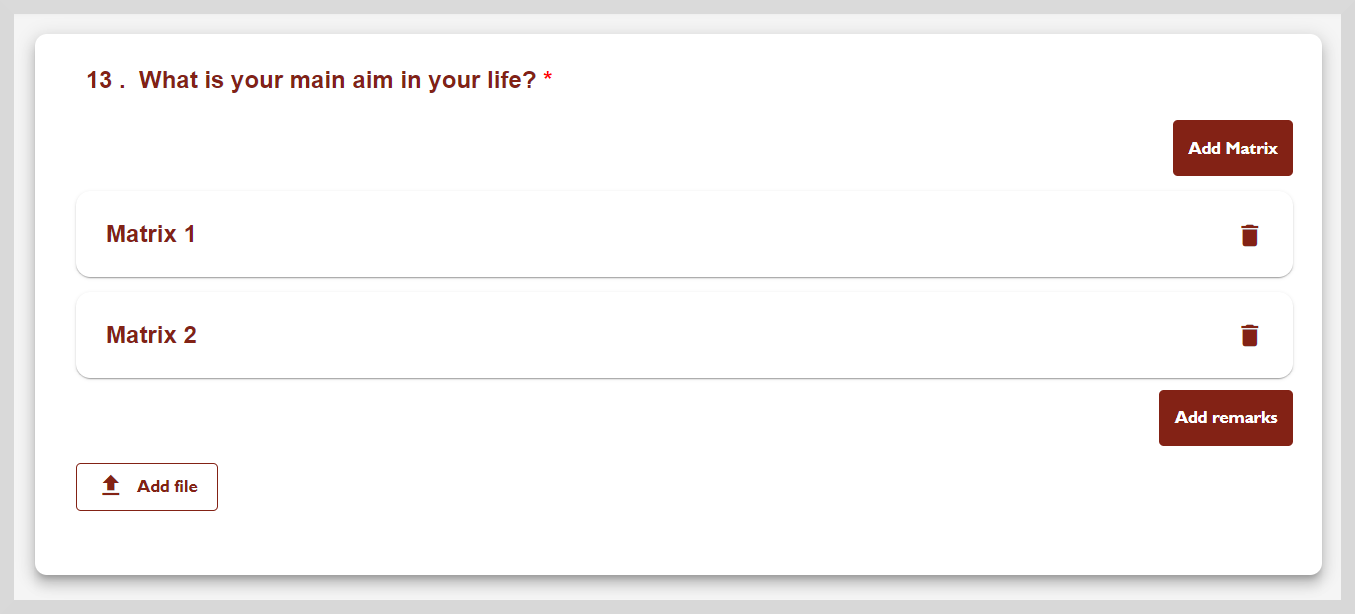 13 . What is your main aim in your life? *
Add Matrix
Matrix 1
Matrix 2
Add remarks
Add file